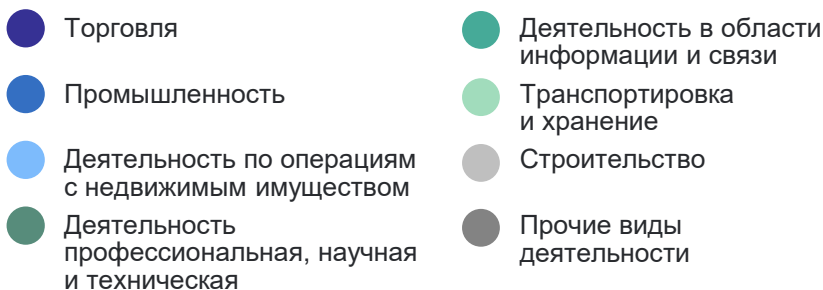 Торговля
Промышленность
Деятельность по операциям
с недвижимым имуществом
Деятельность
профессиональная, научная
и техническая
Деятельность в области
информации и связи
Транспортировка
и хранение
Строительство
Прочие виды
деятельности